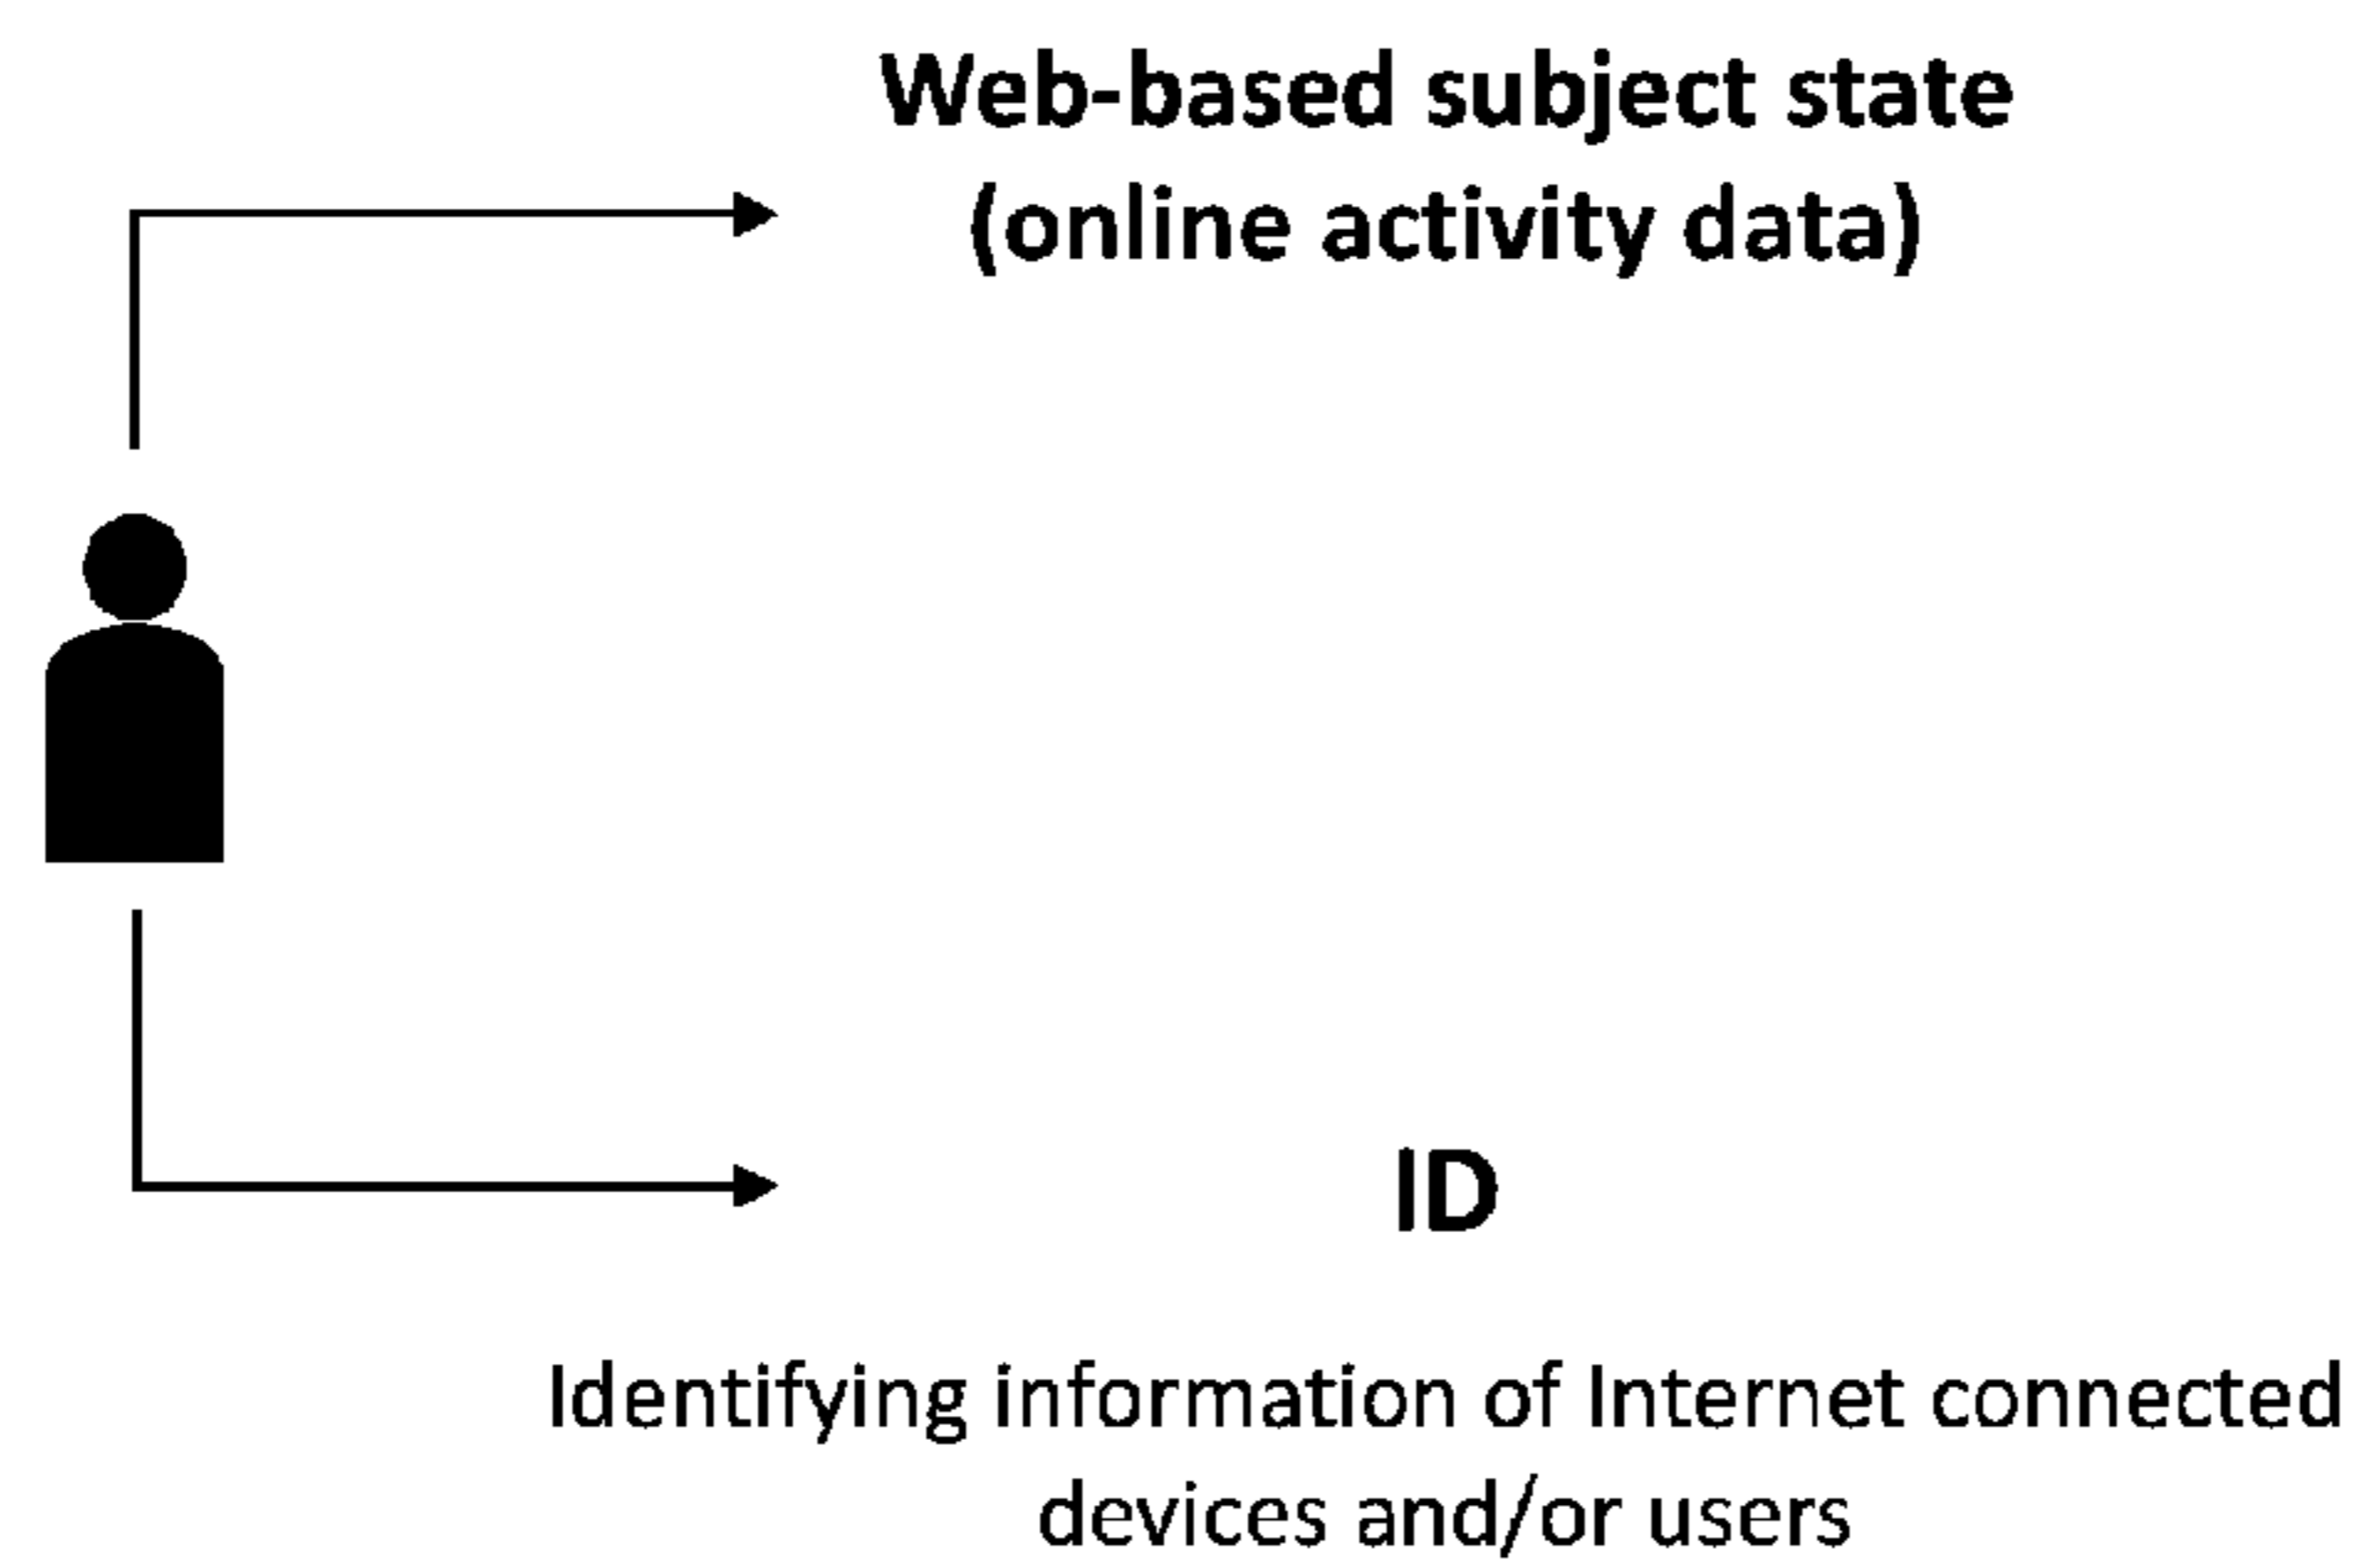 Web-based subject state
(online activity data)
ID
Identifying information of Internet connected
devices and/or users